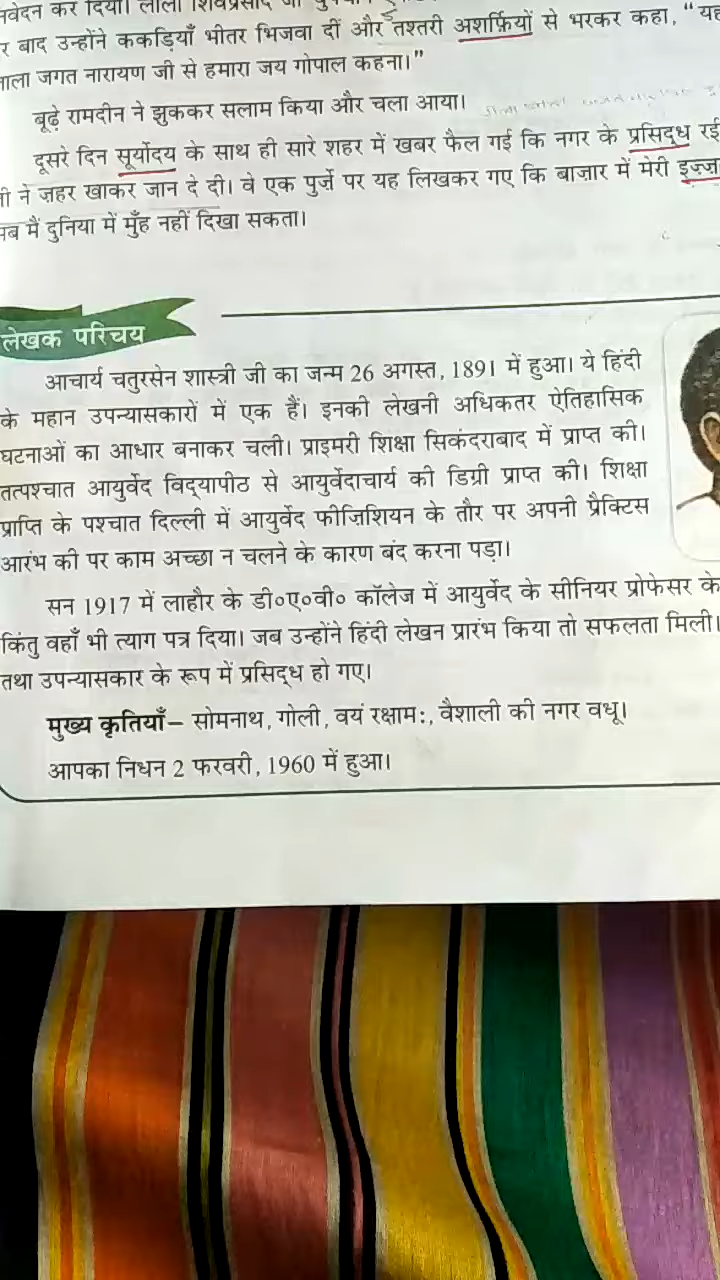 कर दिया। लाला शिवप्रसाद जी
बाद उन्होंने ककड़ियाँ भीतर भिजवा दीं और तश्तरी अशर्फ़ियों से भरकर कहा, “यह
जगत नारायण जी से हमारा जय गोपाल कहना।”
बूढ़े रामदीन ने झुककर सलाम किया और चला आया।
दूसरे दिन सूर्योदय के साथ ही सारे शहर में खबर फैल गई कि नगर के प्रसिद्ध रई
ने ज़हर खाकर जान दे दी। वे एक पुर्जे पर यह लिखकर गए कि बाज़ार में मेरी इज़्ज
मैं दुनिया में मुँह नहीं दिखा सकता।
लेखक परिचय
आचार्य चतुरसेन शास्त्री जी का जन्म 26 अगस्त, 1891 में हुआ। ये हिंदी
के महान उपन्यासकारों में एक हैं। इनकी लेखनी अधिकतर ऐतिहासिक
घटनाओं का आधार बनाकर चली। प्राइमरी शिक्षा सिकंदराबाद में प्राप्त की।
तत्पश्चात आयुर्वेद विद्यापीठ से आयुर्वेदाचार्य की डिग्री प्राप्त की। शिक्षा
प्राप्ति के पश्चात दिल्ली में आयुर्वेद फीज़िशियन के तौर पर अपनी प्रैक्टिस
आरंभ की पर काम अच्छा न चलने के कारण बंद करना पड़ा।
सन 1917 में लाहौर के डी०ए०वी० कॉलेज में आयुर्वेद के सीनियर प्रोफेसर के
किंतु वहाँ भी त्याग पत्र दिया। जब उन्होंने हिंदी लेखन प्रारंभ किया तो सफलता मिली।
तथा उपन्यासकार के रूप में प्रसिद्ध हो गए।
मुख्य कृतियाँ– सोमनाथ, गोली, वयं रक्षामः, वैशाली की नगर वधू।
आपका निधन 2 फरवरी, 1960 में हुआ।